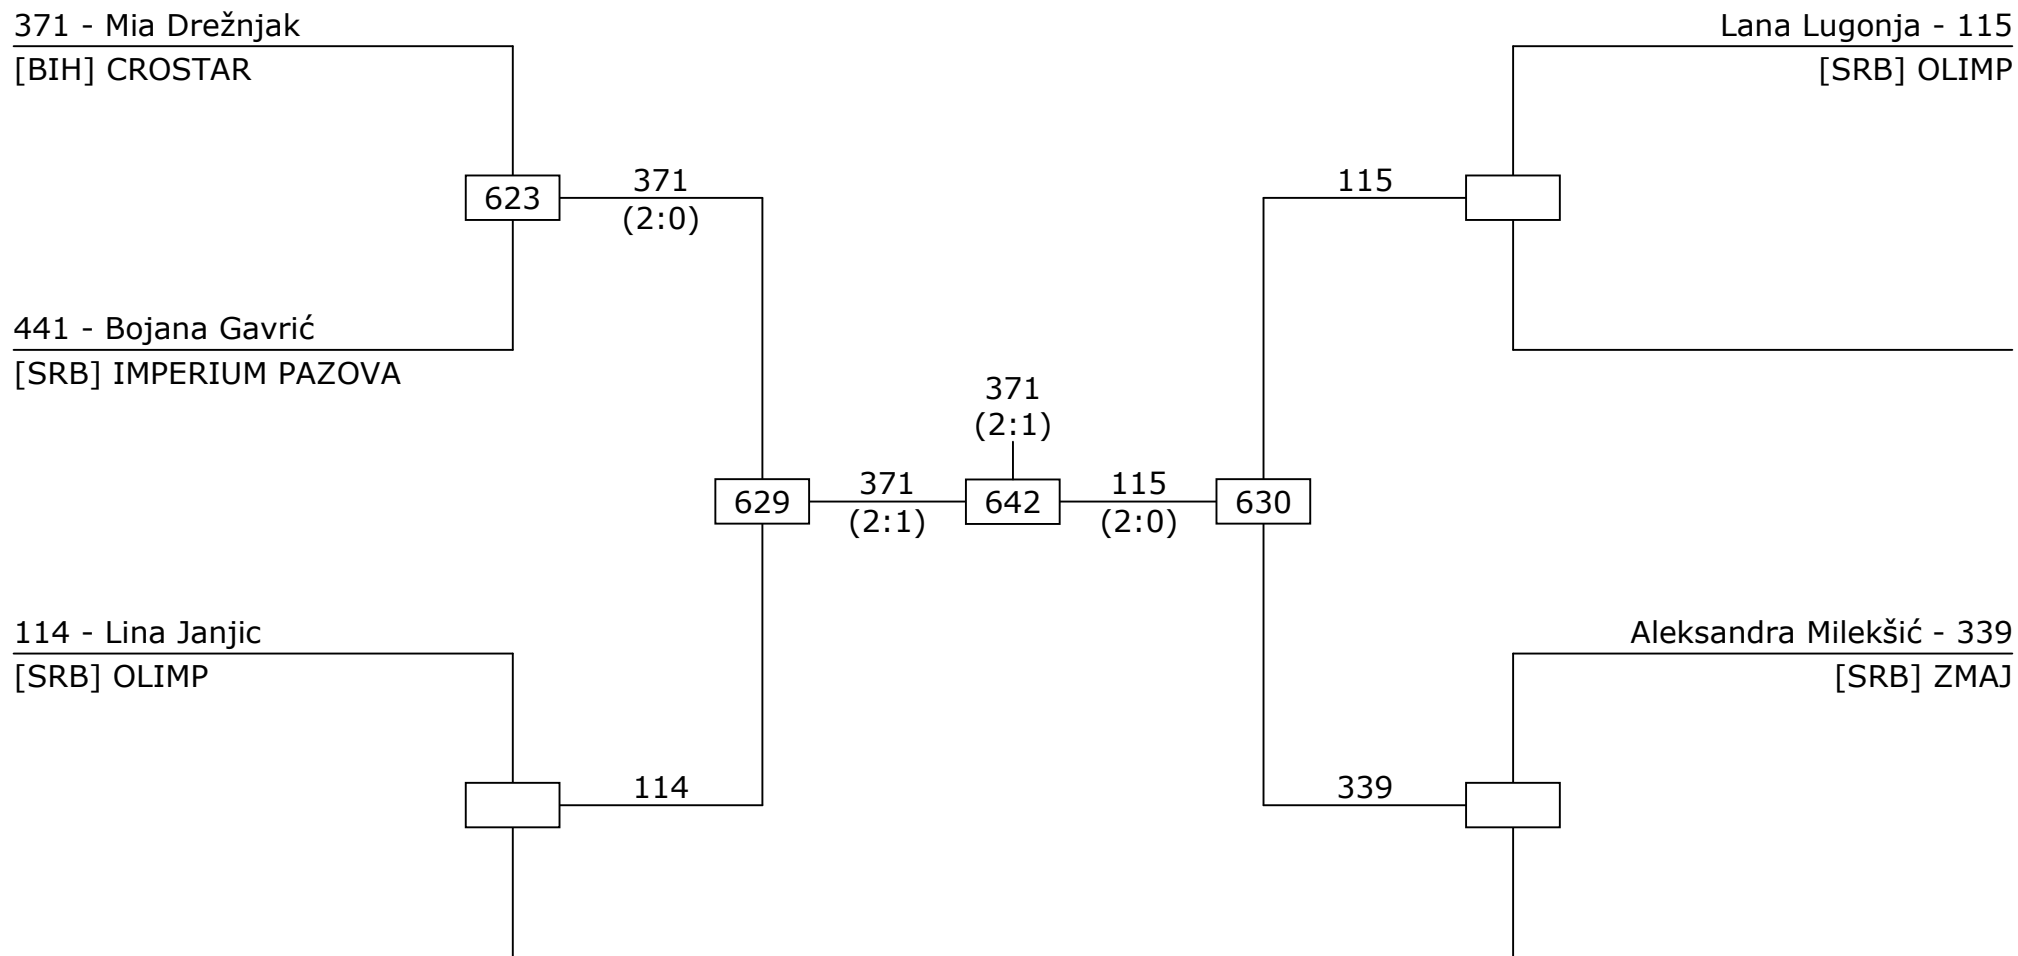 371 - Mia Drežnjak
[BIH] CROSTAR
Lana Lugonja - 115
[SRB] OLIMP
623
371
(2:0)
115
441 - Bojana Gavrić
[SRB] IMPERIUM PAZOVA
371
(2:1)
629
371
(2:1)
642
115
(2:0)
630
114 - Lina Janjic
[SRB] OLIMP
Aleksandra Milekšić - 339
[SRB] ZMAJ
114
339